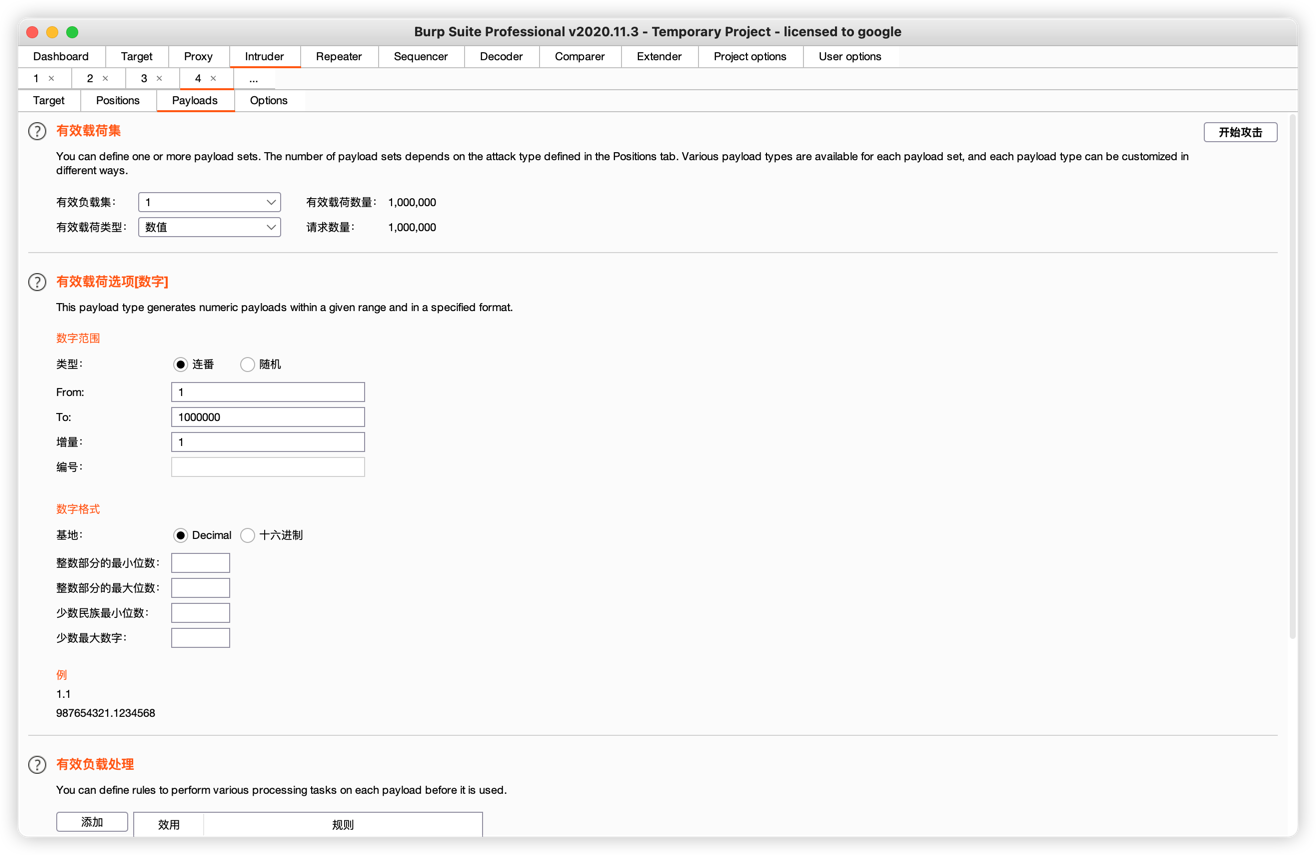 Burp Suite Professional v2020.11.3 - Temporary Project - licensed to google
Dashboard Target Proxy Intruder Repeater Sequencer Decoder Comparer Extender Project options User options
1 × 2 × 3 × 4 × ...
Target Positions Payloads Options
? 有效载荷集 开始攻击
You can define one or more payload sets. The number of payload sets depends on the attack type defined in the Positions tab. Various payload types are available for each payload set, and each payload type can be customized in
different ways.
有效负载集: 1 有效载荷数量: 1,000,000
有效载荷类型: 数值 请求数量: 1,000,000
? 有效载荷选项[数字]
This payload type generates numeric payloads within a given range and in a specified format.
数字范围
类型: 连番 随机
From: 1
To: 1000000
增量: 1
编号:
数字格式
基地: Decimal 十六进制
整数部分的最小位数:
整数部分的最大位数:
少数民族最小位数:
少数最大数字:
例
1.1
987654321.1234568
? 有效负载处理
You can define rules to perform various processing tasks on each payload before it is used.
添加 效用 规则